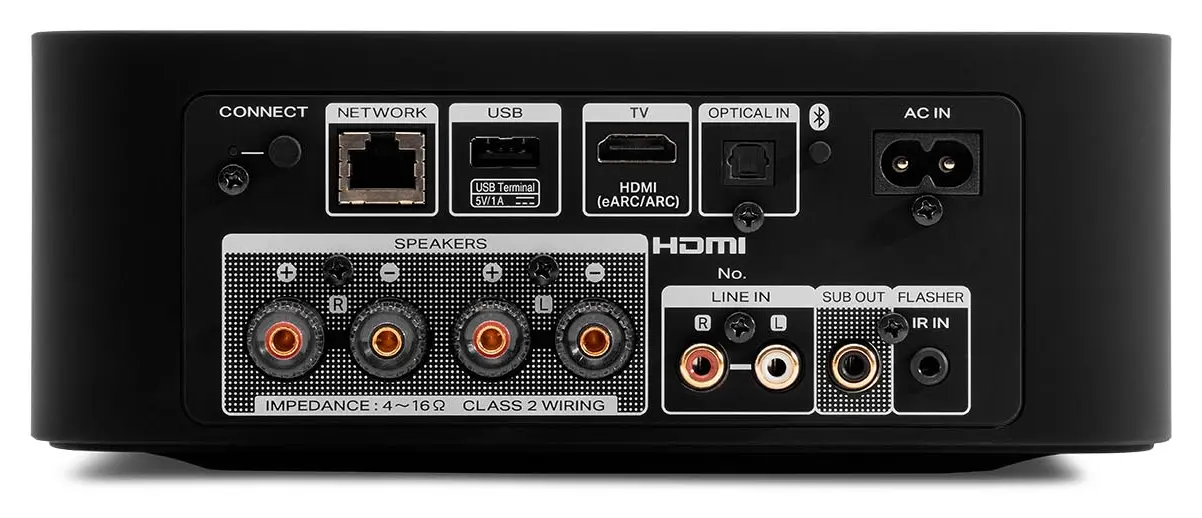 CONNECT
NETWORK
USB
TV
OPTICAL IN
AC IN
USB Terminal
5V/1A
HDMI
(eARC/ARC)
SPEAKERS
HDMI
No.
+
−
+
−
R
L
LINE IN
SUB OUT
FLASHER
R
L
IR IN
IMPEDANCE : 4～16Ω CLASS 2 WIRING